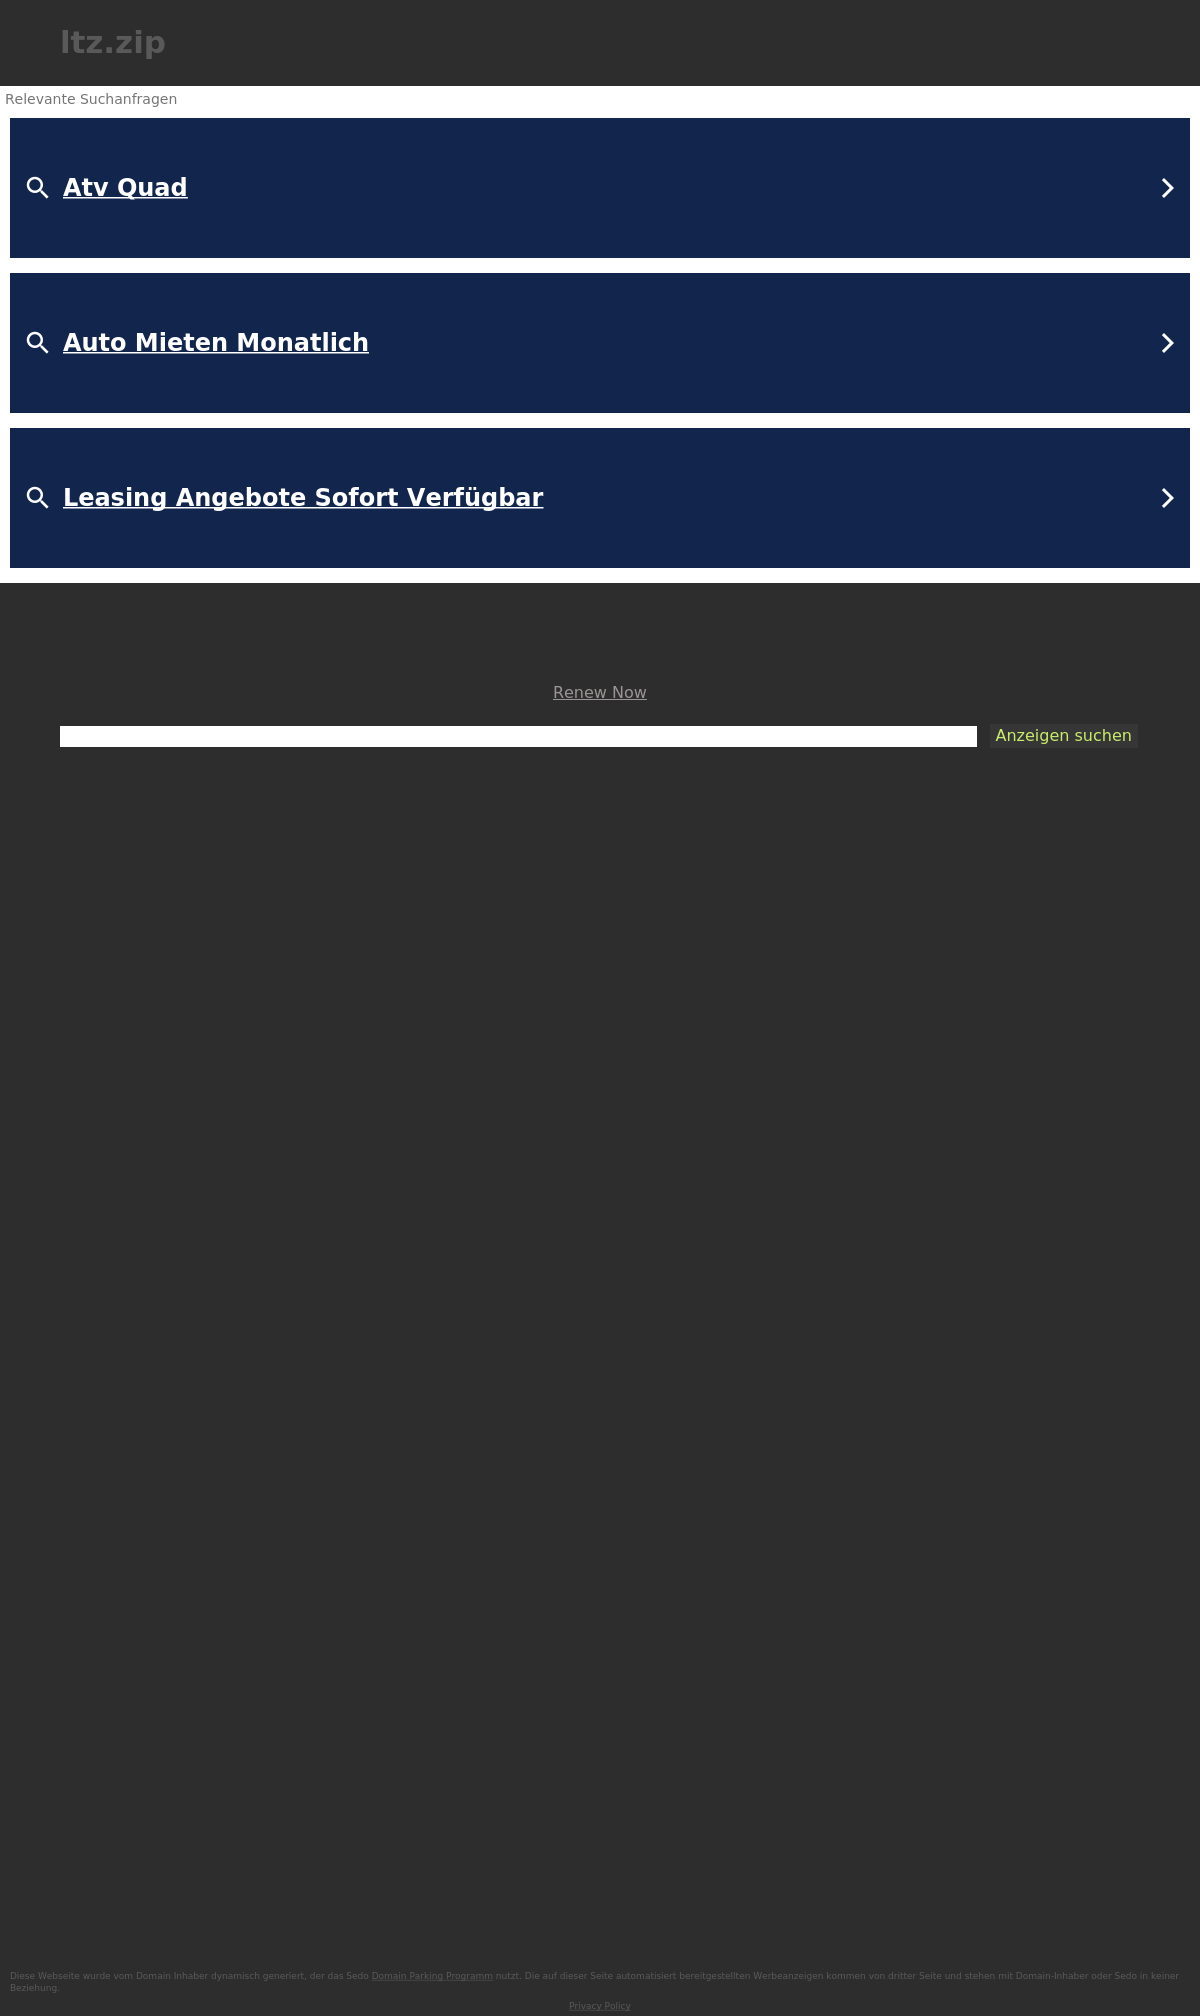 ltz.zip
Relevante Suchanfragen
Atv Quad
Auto Mieten Monatlich
Leasing Angebote Sofort Verfügbar
Renew Now
Anzeigen suchen
Diese Webseite wurde vom Domain Inhaber dynamisch generiert, der das Sedo Domain Parking Programm nutzt. Die auf dieser Seite automatisiert bereitgestellten Werbeanzeigen kommen von dritter Seite und stehen mit Domain-Inhaber oder Sedo in keiner
Beziehung.
Privacy Policy